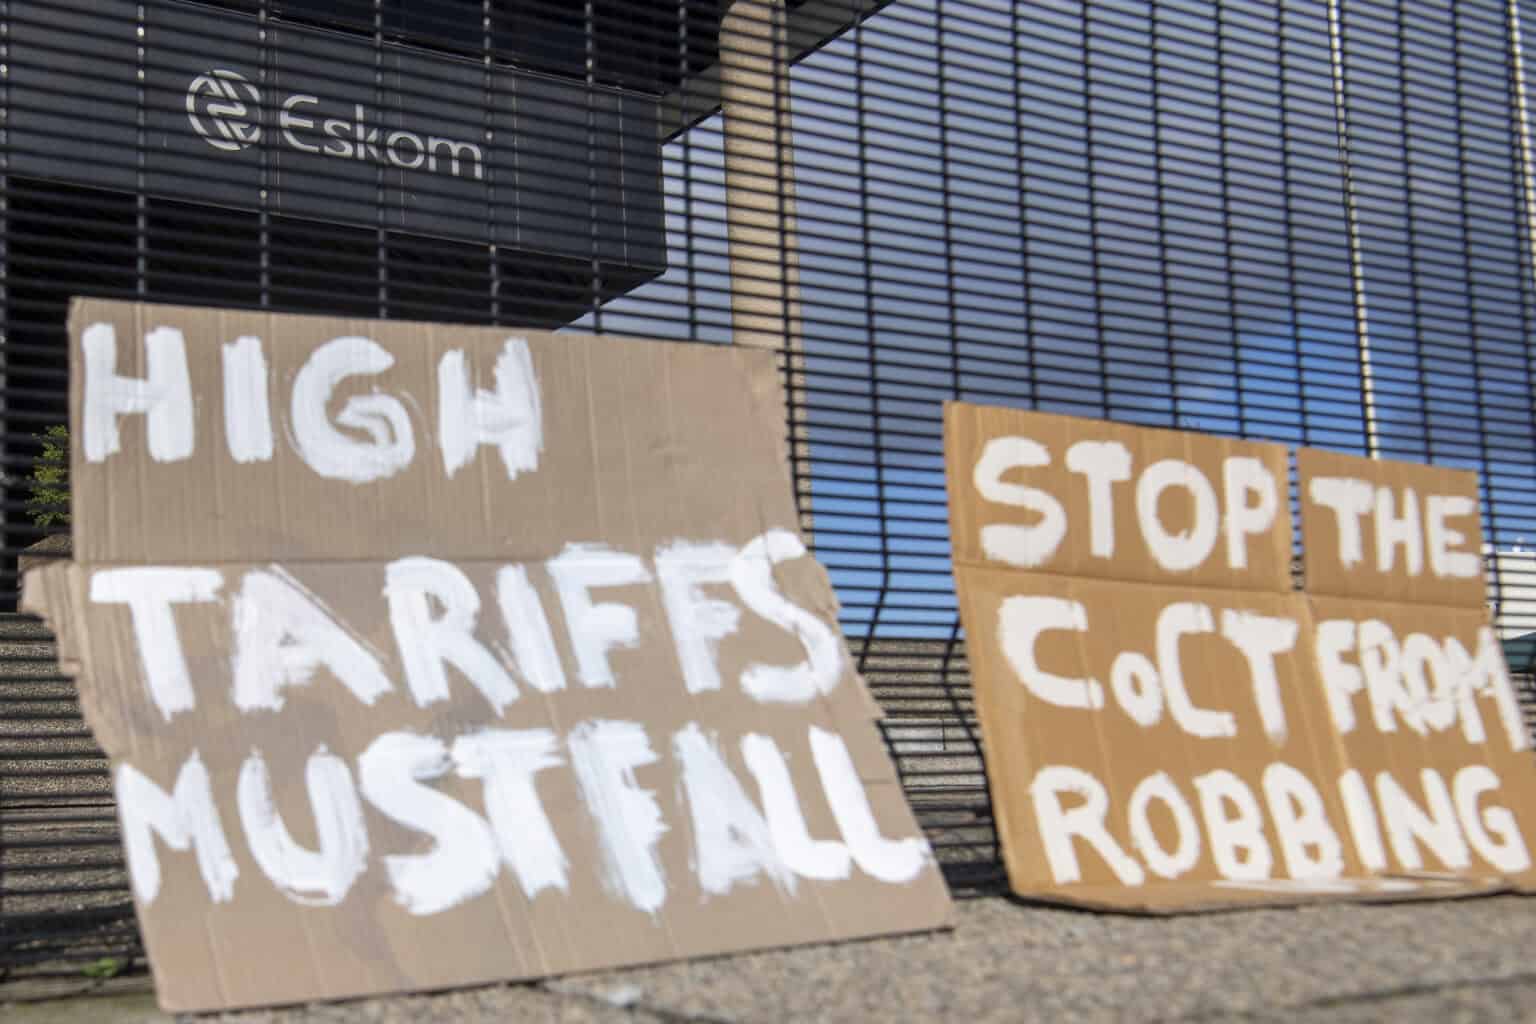 Eskom
HIGH
TARIFFS
MUSTFALL
STOP THE
CoCT FROM
ROBBING